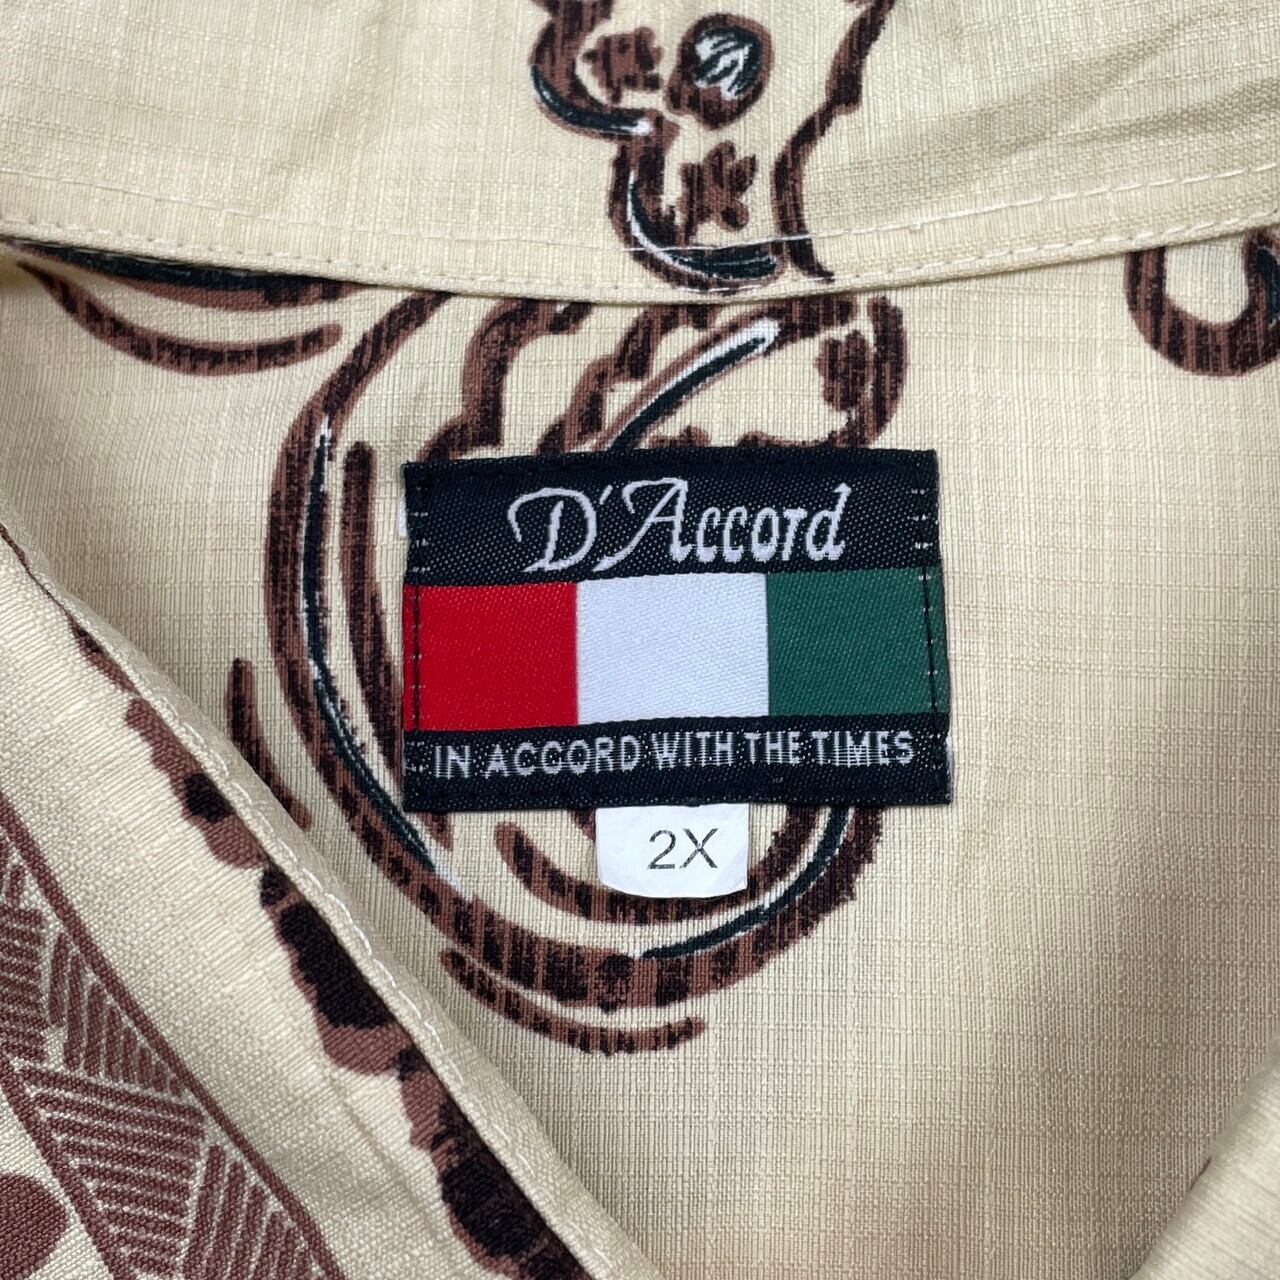 D'Accord
IN ACCORD WITH THE TIMES
2X